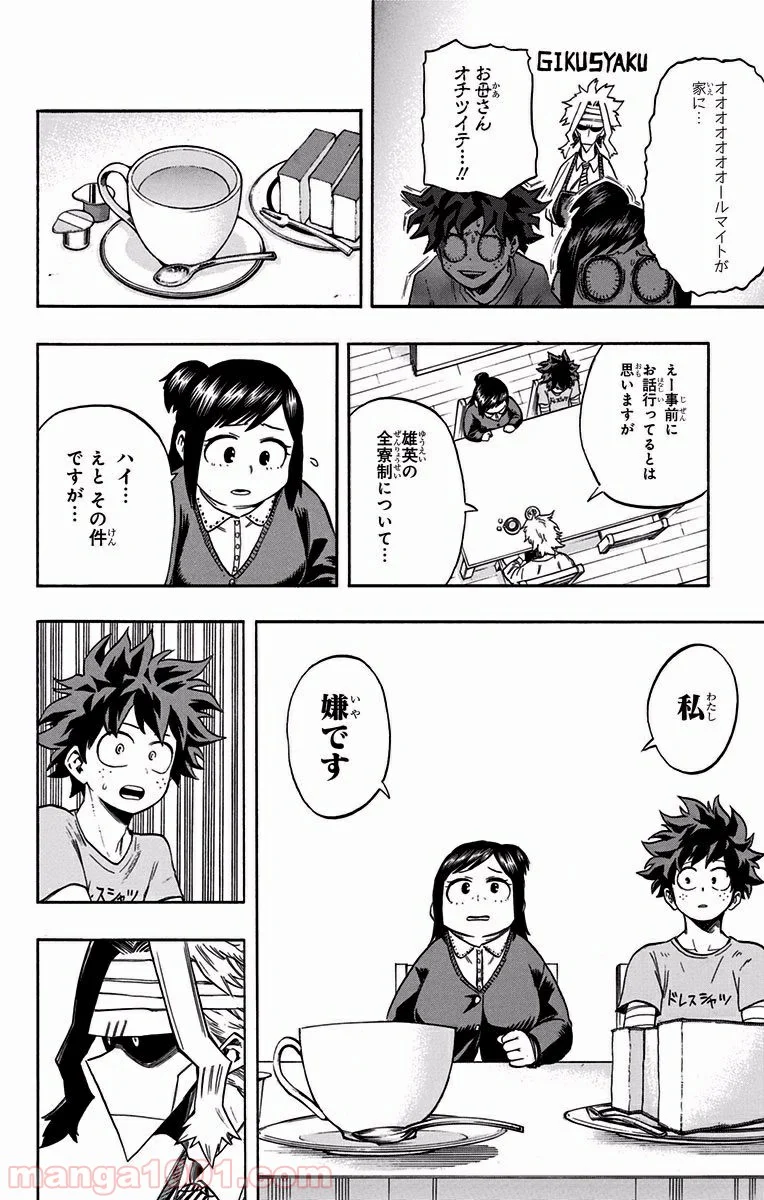 オオオオオオオールマイトが
家に…
GIKUSYAKU
お母さん
オチツイテ…!!
えー事前に
お話行ってるとは
思いますが
雄英の
全寮制について…
ハイ…
えと その件
ですが…
私
嫌です
ドレスシャツ
ドレスシャツ
manga1001.com